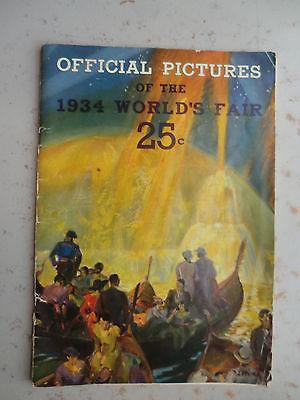 OFFICIAL PICTURES
OF THE
1934 WORLD'S FAIR
25c